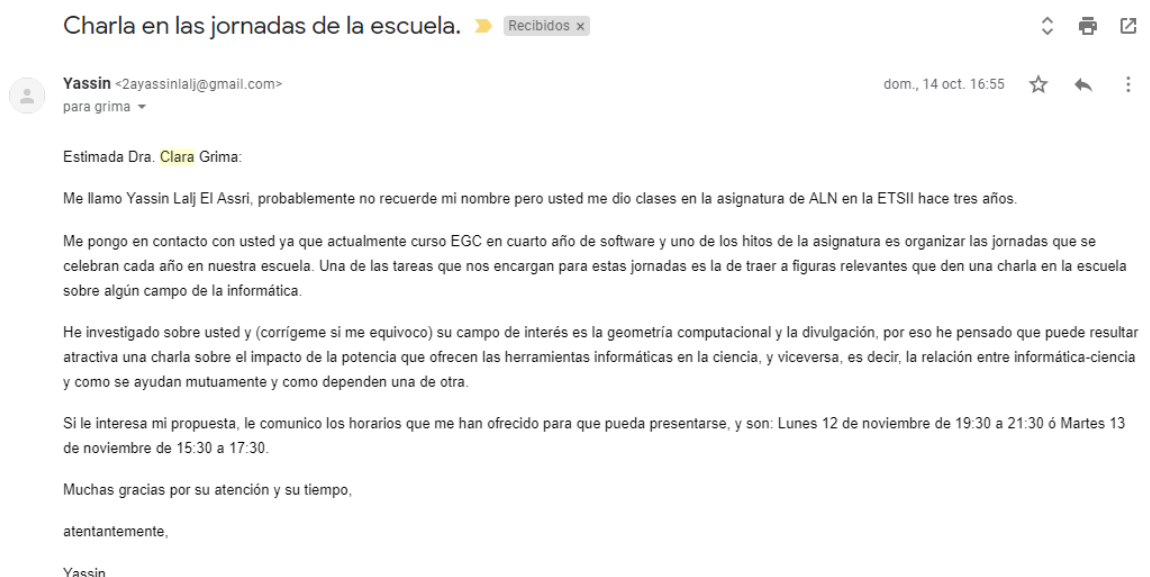 Charla en las jornadas de la escuela. Recibidos x
Yassin <2ayassinlalj@gmail.com> dom., 14 oct. 16:55
para grima
Estimada Dra. Clara Grima:
Me llamo Yassin Lalj El Assri, probablemente no recuerde mi nombre pero usted me dio clases en la asignatura de ALN en la ETSII hace tres años.
Me pongo en contacto con usted ya que actualmente curso EGC en cuarto año de software y uno de los hitos de la asignatura es organizar las jornadas que se
celebran cada año en nuestra escuela. Una de las tareas que nos encargan para estas jornadas es la de traer a figuras relevantes que den una charla en la escuela
sobre algún campo de la informática.
He investigado sobre usted y (corrígeme si me equivoco) su campo de interés es la geometría computacional y la divulgación, por eso he pensado que puede resultar
atractiva una charla sobre el impacto de la potencia que ofrecen las herramientas informáticas en la ciencia, y viceversa, es decir, la relación entre informática-ciencia
y como se ayudan mutuamente y como dependen una de otra.
Si le interesa mi propuesta, le comunico los horarios que me han ofrecido para que pueda presentarse, y son: Lunes 12 de noviembre de 19:30 a 21:30 ó Martes 13
de noviembre de 15:30 a 17:30.
Muchas gracias por su atención y su tiempo,
atentantemente,
Yassin